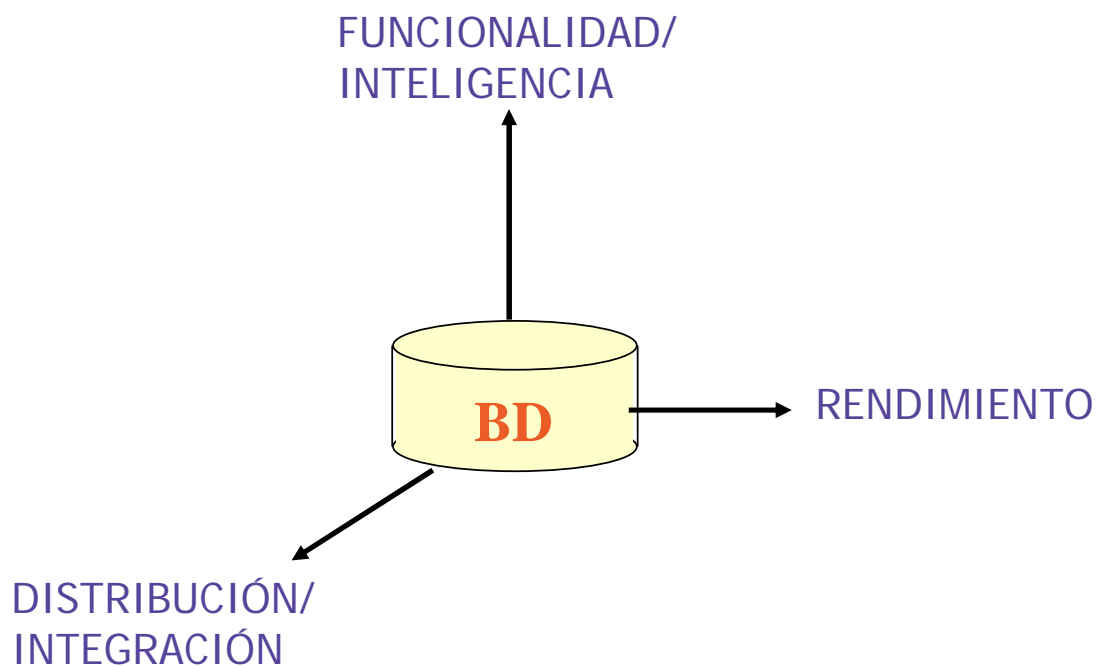 FUNCIONALIDAD/
INTELIGENCIA
BD
RENDIMIENTO
DISTRIBUCIÓN/
INTEGRACIÓN